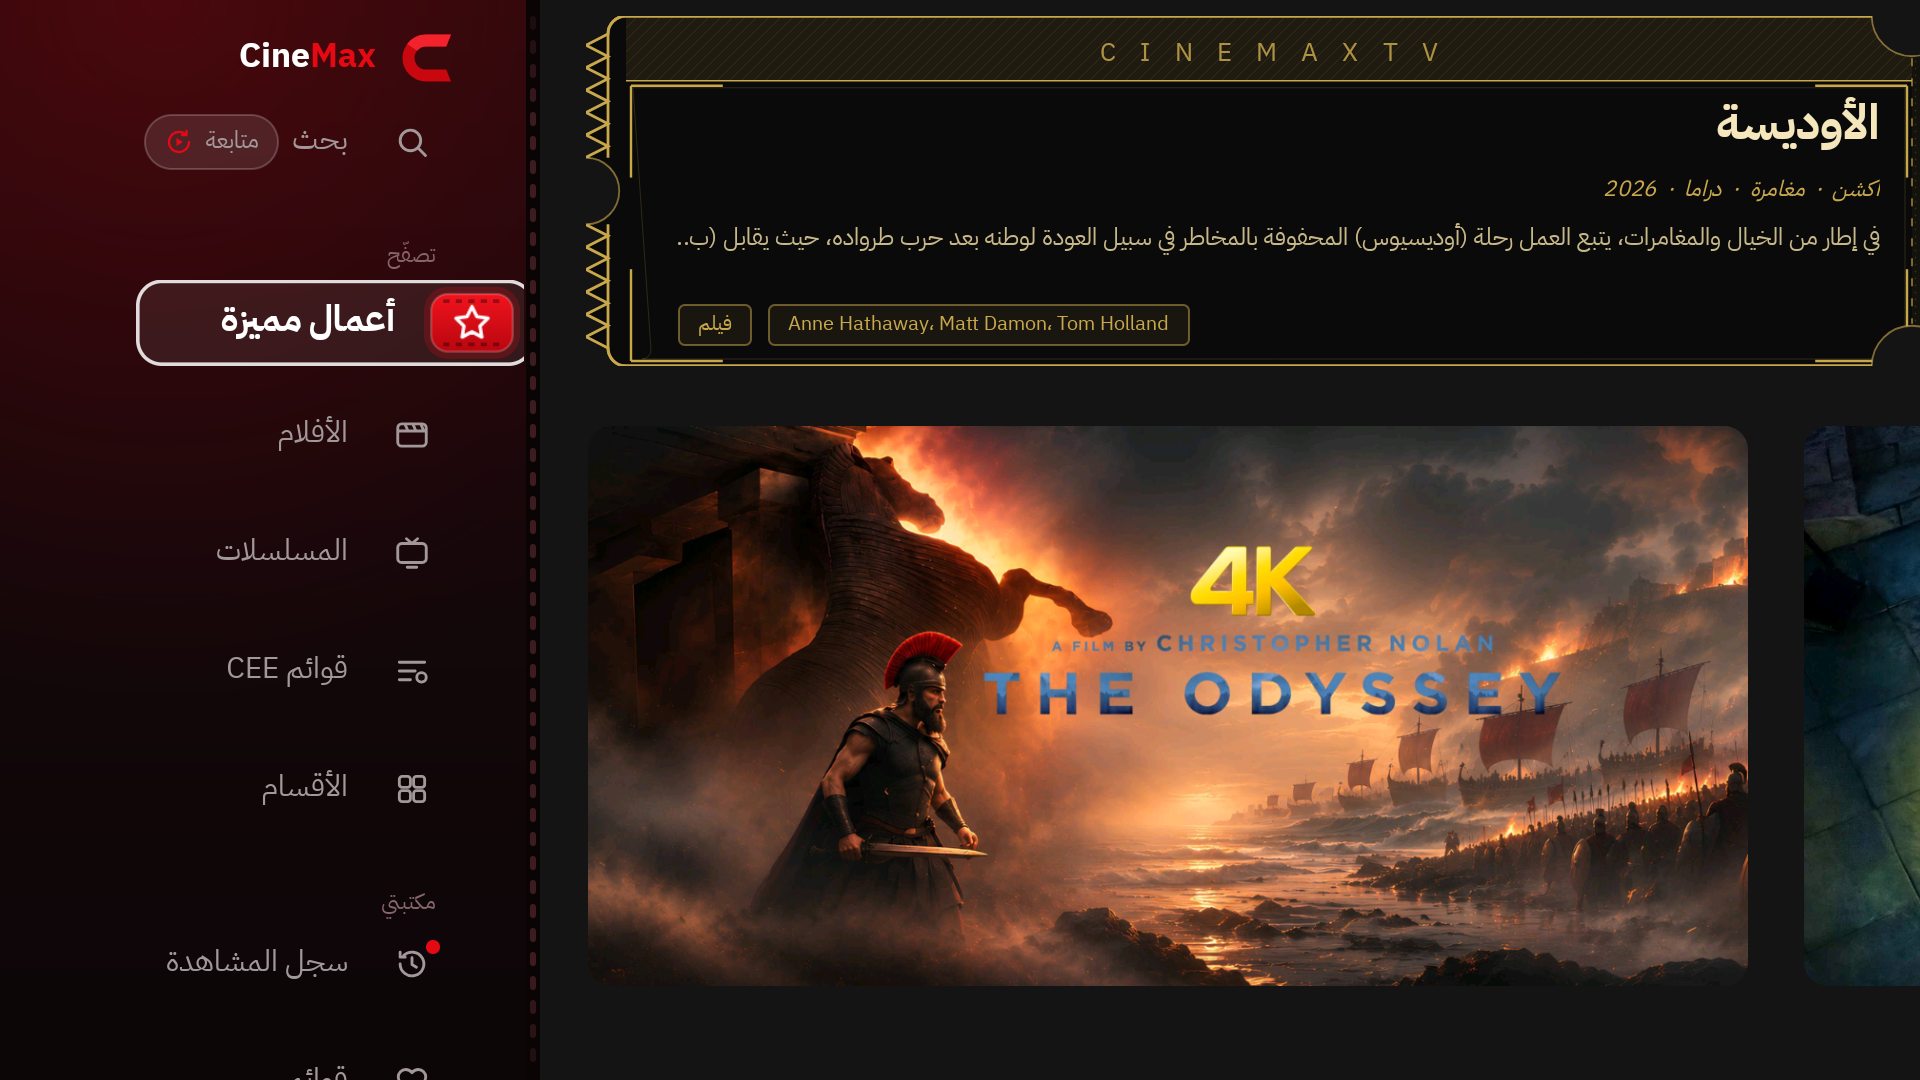 CineMax
بحث
متابعة
تصفّح
أعمال مميزة
الأفلام
المسلسلات
قوائم CEE
الأقسام
مكتبتي
سجل المشاهدة
CINEMAXTV
الأوديسة
اكشن · مغامرة · دراما · 2026
في إطار من الخيال والمغامرات، يتبع العمل رحلة (أوديسيوس) المحفوفة بالمخاطر في سبيل العودة لوطنه بعد حرب طرواده، حيث يقابل (ب..
Anne Hathaway، Matt Damon، Tom Holland
فيلم
4K
A FILM BY CHRISTOPHER NOLAN
THE ODYSSEY